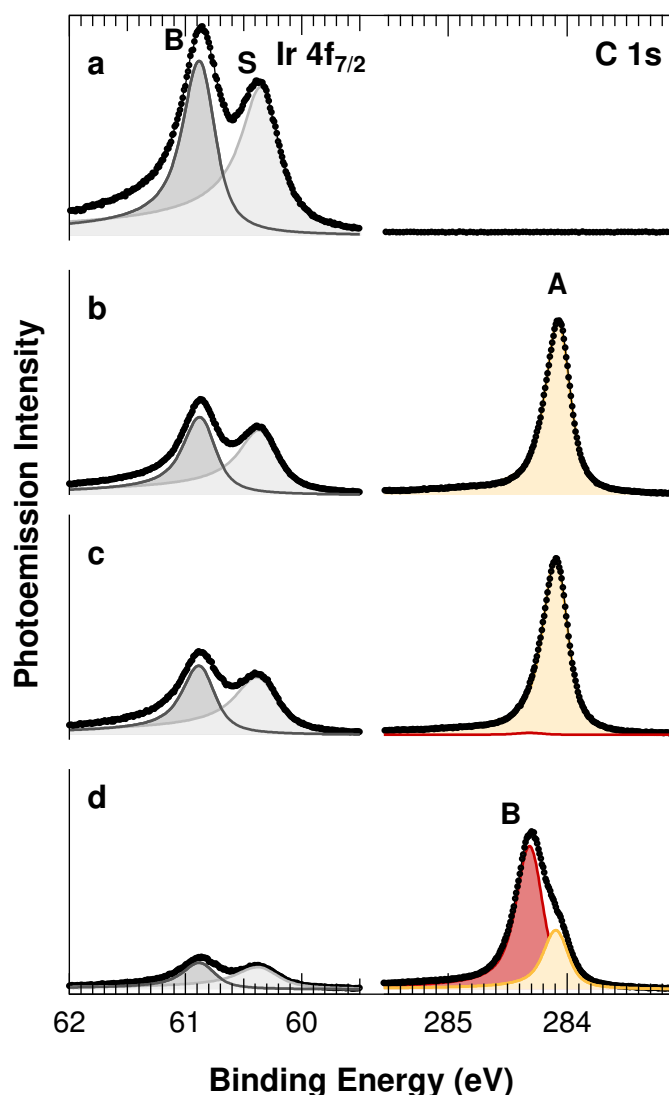 B
S
Ir 4f7/2
C 1s
a
A
b
c
B
d
Photoemission Intensity
62
61
60
285
284
Binding Energy (eV)